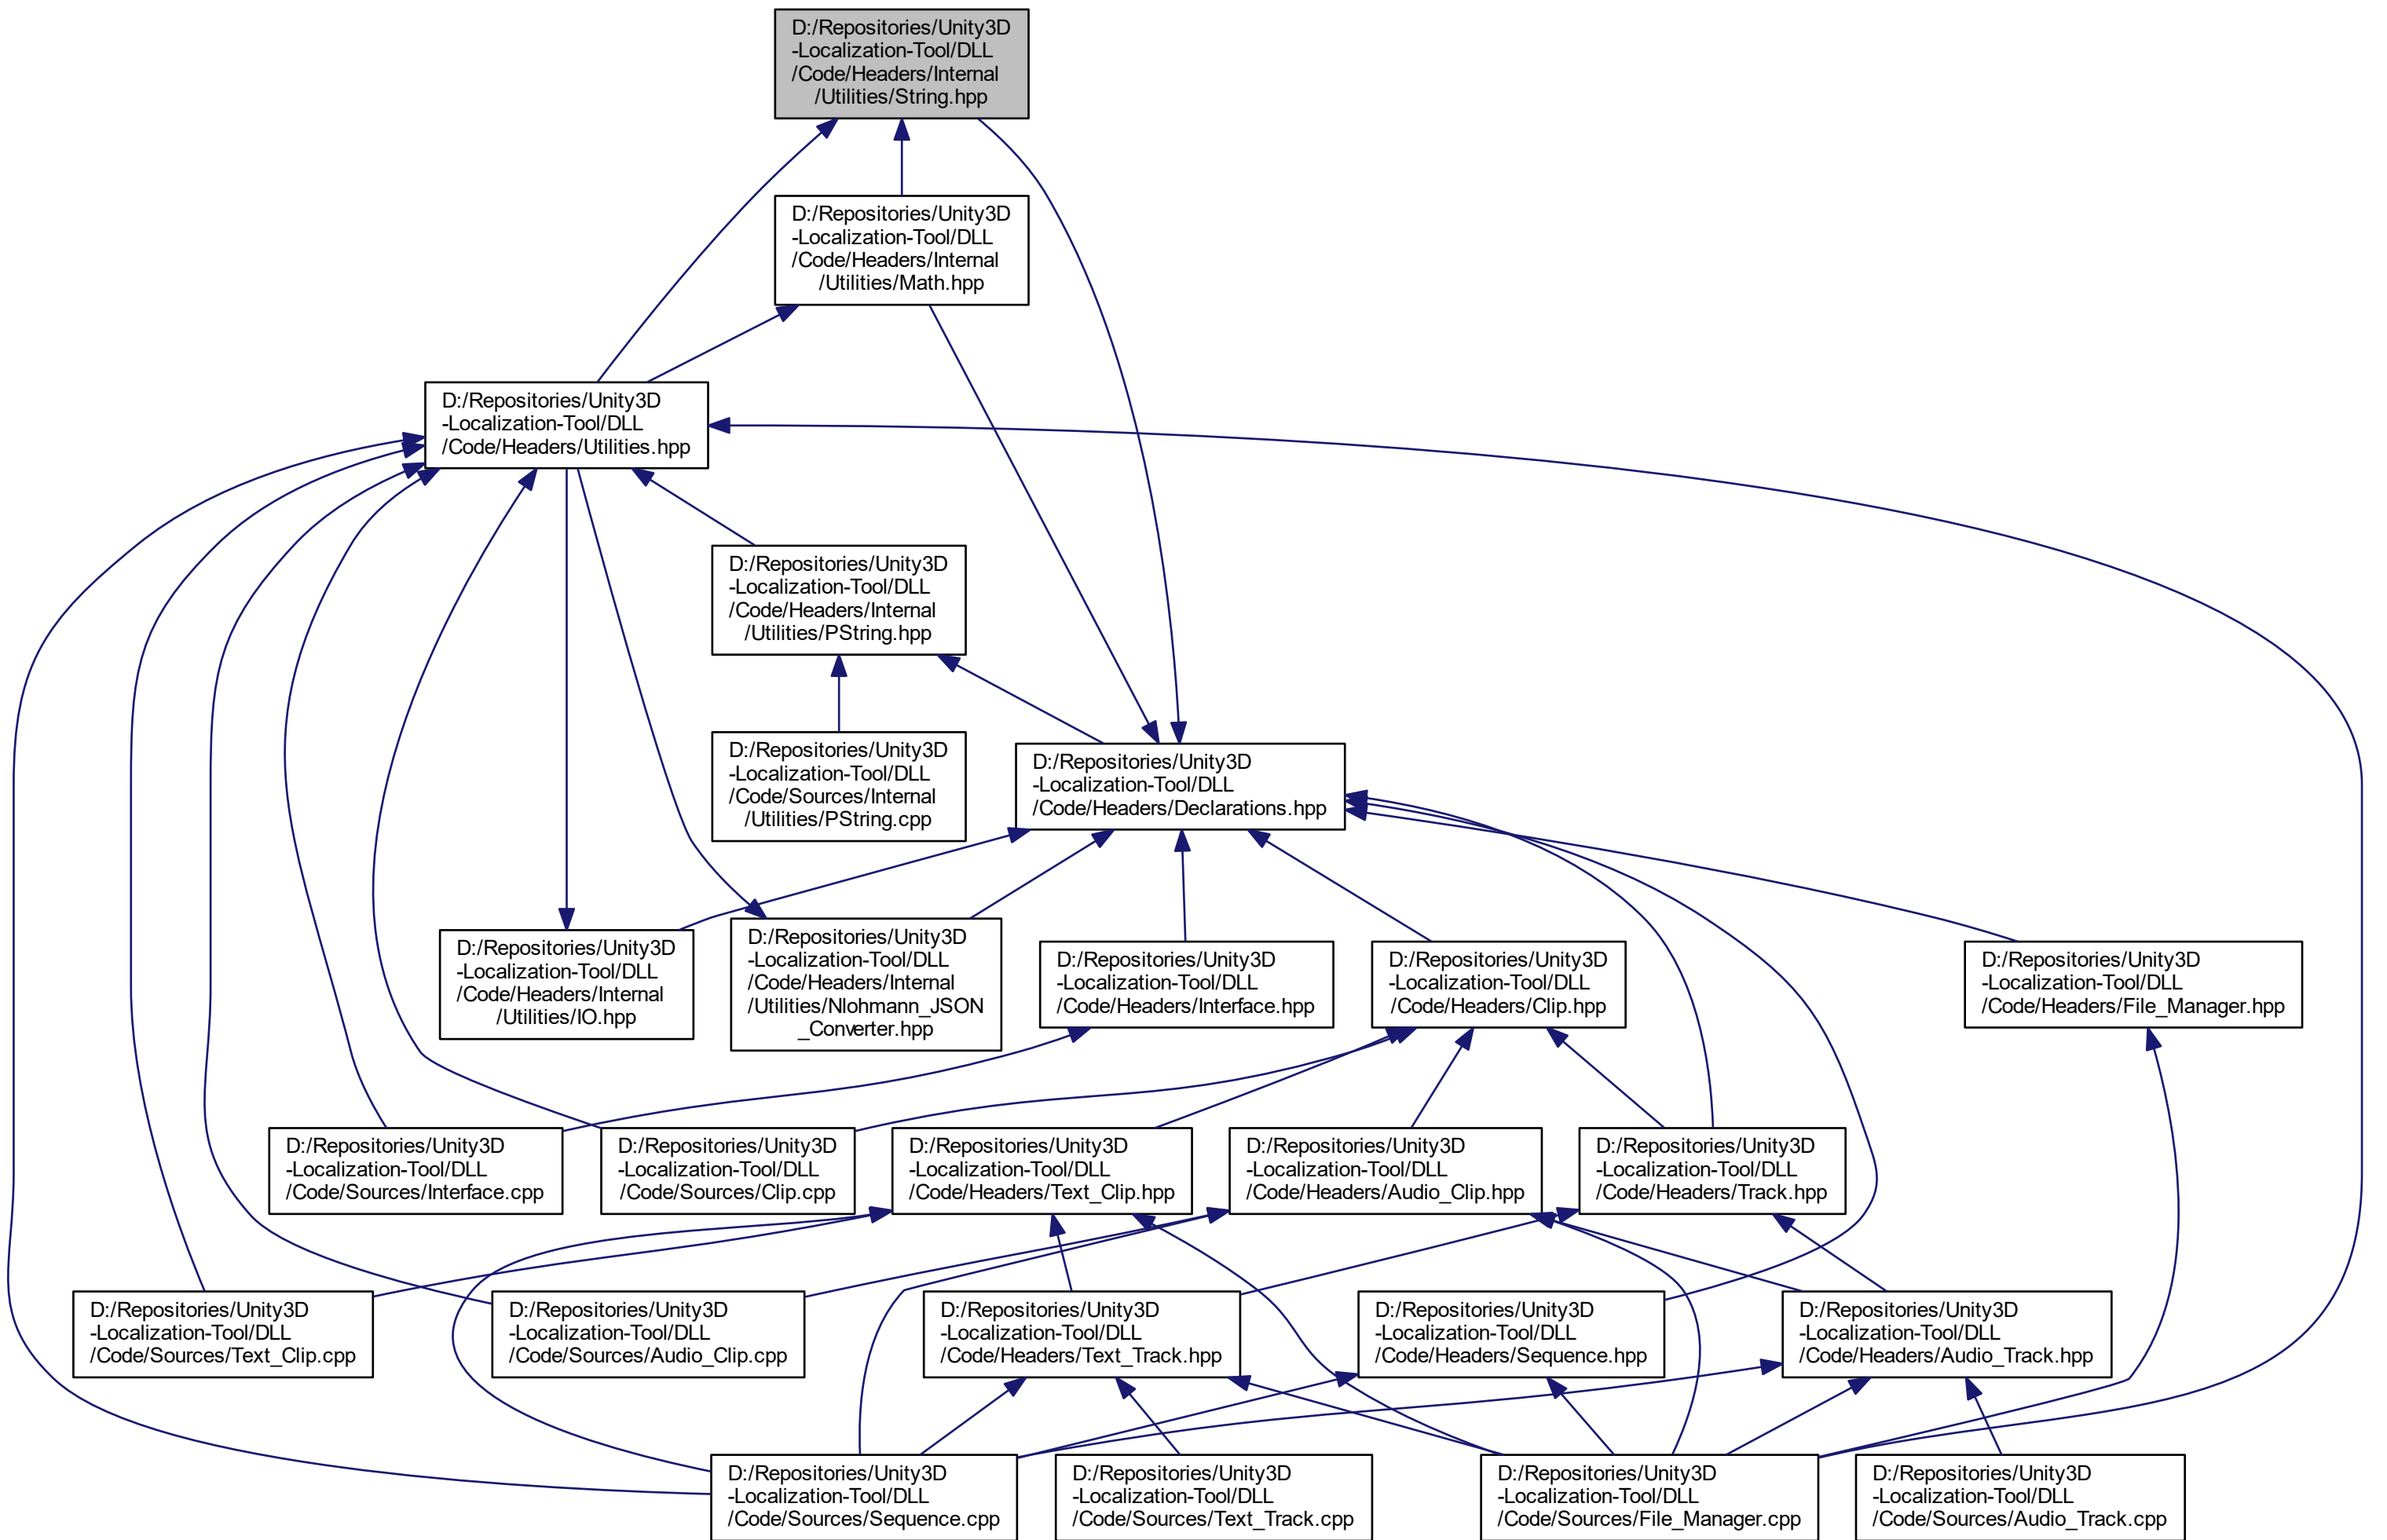 D:/Repositories/Unity3D
-Localization-Tool/DLL
/Code/Headers/Internal
/Utilities/String.hpp
D:/Repositories/Unity3D
-Localization-Tool/DLL
/Code/Headers/Internal
/Utilities/Math.hpp
D:/Repositories/Unity3D
-Localization-Tool/DLL
/Code/Headers/Utilities.hpp
D:/Repositories/Unity3D
-Localization-Tool/DLL
/Code/Headers/Internal
/Utilities/PString.hpp
D:/Repositories/Unity3D
-Localization-Tool/DLL
/Code/Sources/Internal
/Utilities/PString.cpp
D:/Repositories/Unity3D
-Localization-Tool/DLL
/Code/Headers/Declarations.hpp
D:/Repositories/Unity3D
-Localization-Tool/DLL
/Code/Headers/Internal
/Utilities/IO.hpp
D:/Repositories/Unity3D
-Localization-Tool/DLL
/Code/Headers/Internal
/Utilities/Nlohmann_JSON
_Converter.hpp
D:/Repositories/Unity3D
-Localization-Tool/DLL
/Code/Headers/Interface.hpp
D:/Repositories/Unity3D
-Localization-Tool/DLL
/Code/Headers/Clip.hpp
D:/Repositories/Unity3D
-Localization-Tool/DLL
/Code/Headers/File_Manager.hpp
D:/Repositories/Unity3D
-Localization-Tool/DLL
/Code/Sources/Interface.cpp
D:/Repositories/Unity3D
-Localization-Tool/DLL
/Code/Sources/Clip.cpp
D:/Repositories/Unity3D
-Localization-Tool/DLL
/Code/Headers/Text_Clip.hpp
D:/Repositories/Unity3D
-Localization-Tool/DLL
/Code/Headers/Audio_Clip.hpp
D:/Repositories/Unity3D
-Localization-Tool/DLL
/Code/Headers/Track.hpp
D:/Repositories/Unity3D
-Localization-Tool/DLL
/Code/Sources/Text_Clip.cpp
D:/Repositories/Unity3D
-Localization-Tool/DLL
/Code/Sources/Audio_Clip.cpp
D:/Repositories/Unity3D
-Localization-Tool/DLL
/Code/Headers/Text_Track.hpp
D:/Repositories/Unity3D
-Localization-Tool/DLL
/Code/Headers/Sequence.hpp
D:/Repositories/Unity3D
-Localization-Tool/DLL
/Code/Headers/Audio_Track.hpp
D:/Repositories/Unity3D
-Localization-Tool/DLL
/Code/Sources/Sequence.cpp
D:/Repositories/Unity3D
-Localization-Tool/DLL
/Code/Sources/Text_Track.cpp
D:/Repositories/Unity3D
-Localization-Tool/DLL
/Code/Sources/File_Manager.cpp
D:/Repositories/Unity3D
-Localization-Tool/DLL
/Code/Sources/Audio_Track.cpp